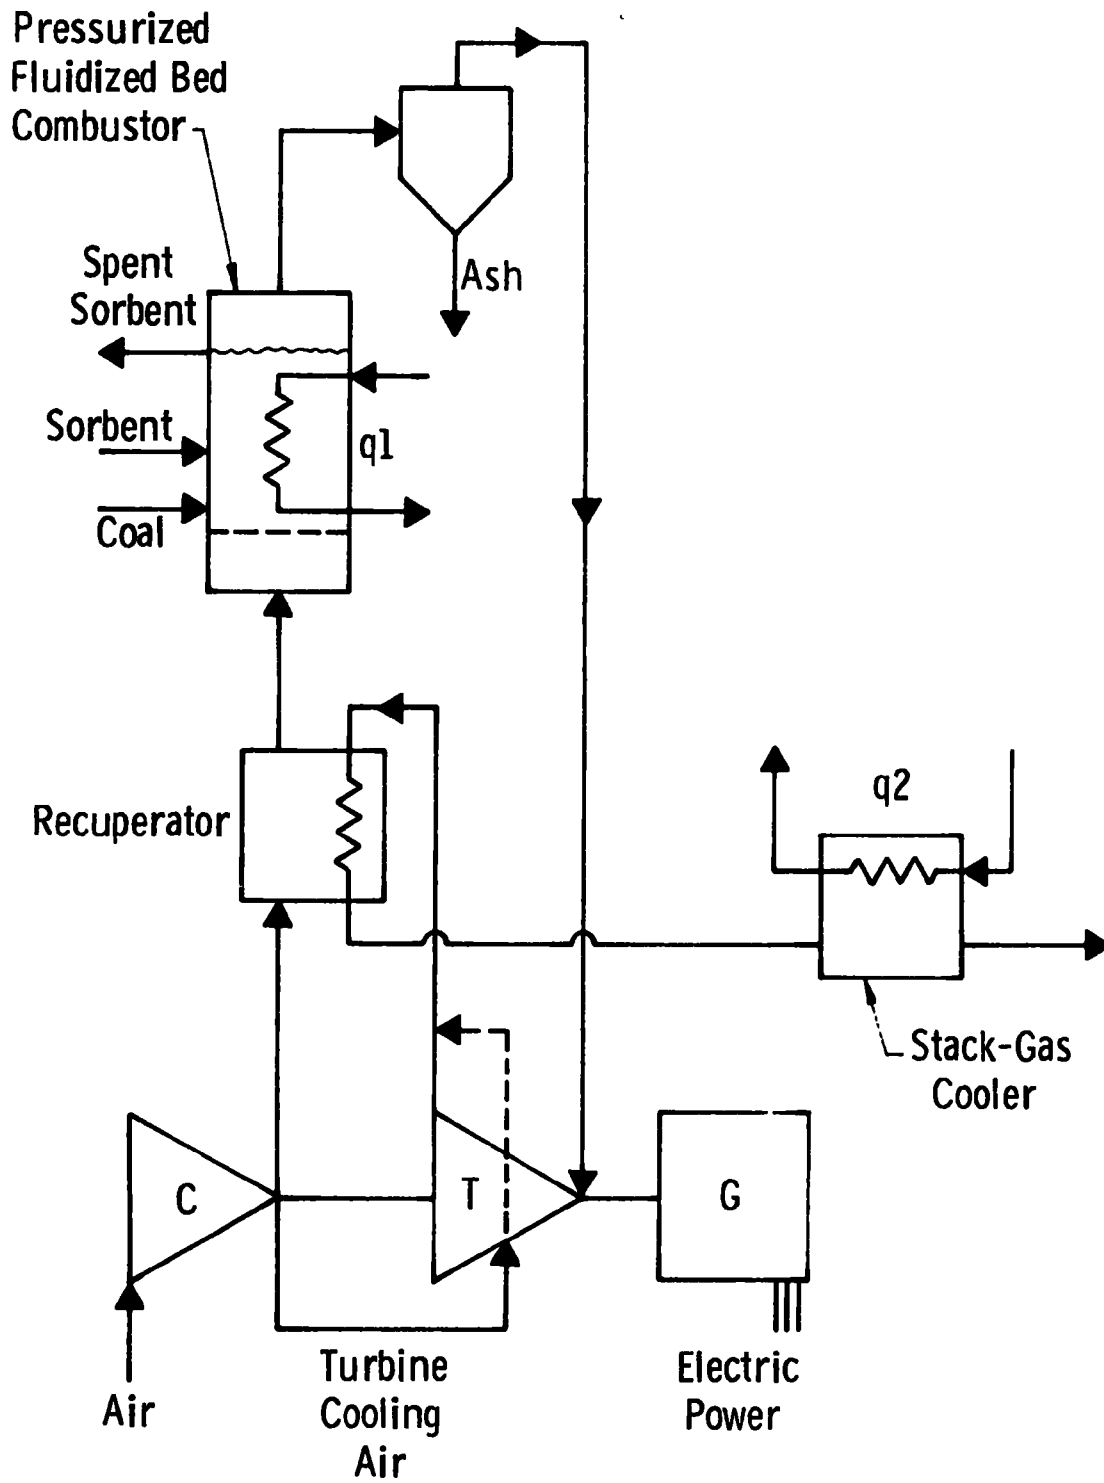 Pressurized
Fluidized Bed
Combustor
Spent
Sorbent
Ash
Sorbent
q1
Coal
Recuperator
q2
Stack-Gas
Cooler
C
T
G
Air
Turbine
Cooling
Air
Electric
Power